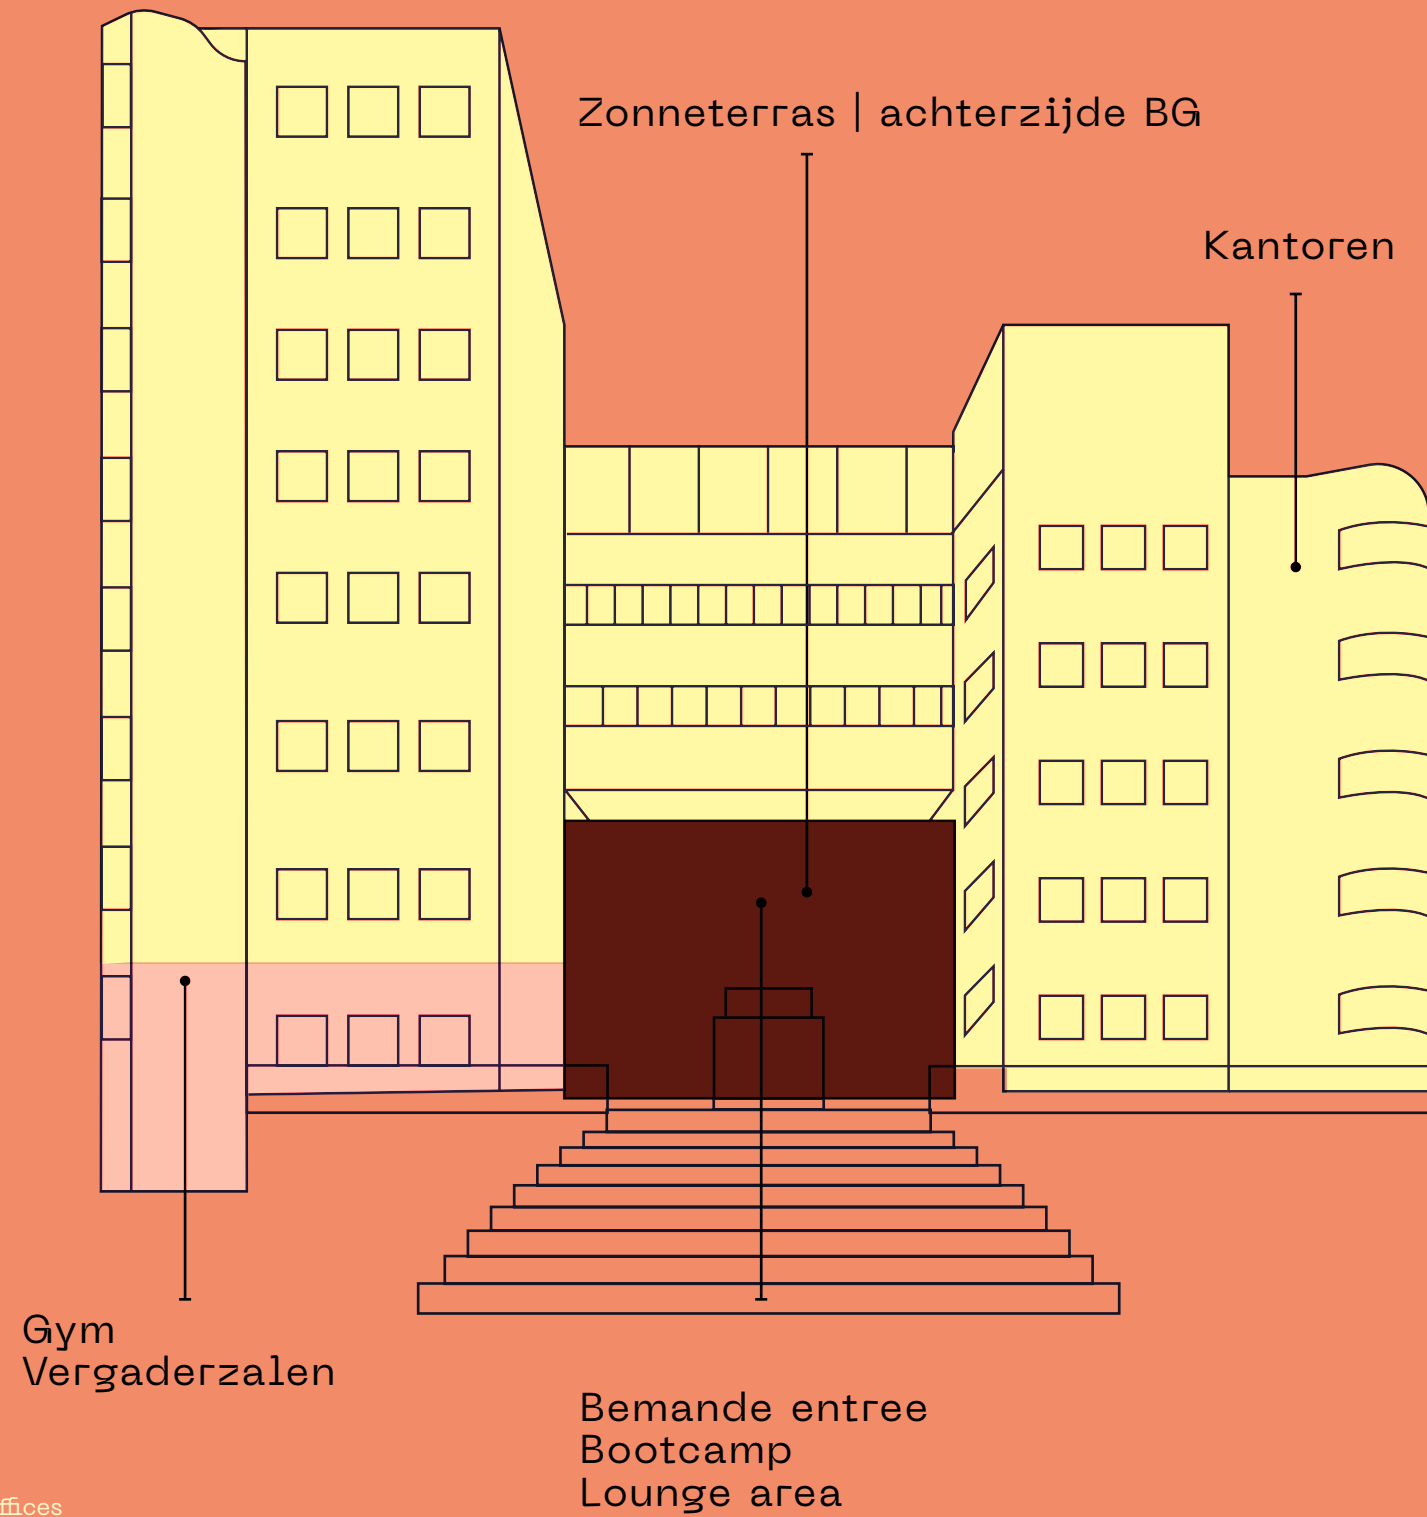 Zonneterras | achterzijde BG
Kantoren
Gym
Vergaderzalen
Bemande entree
Bootcamp
Lounge area
ffices